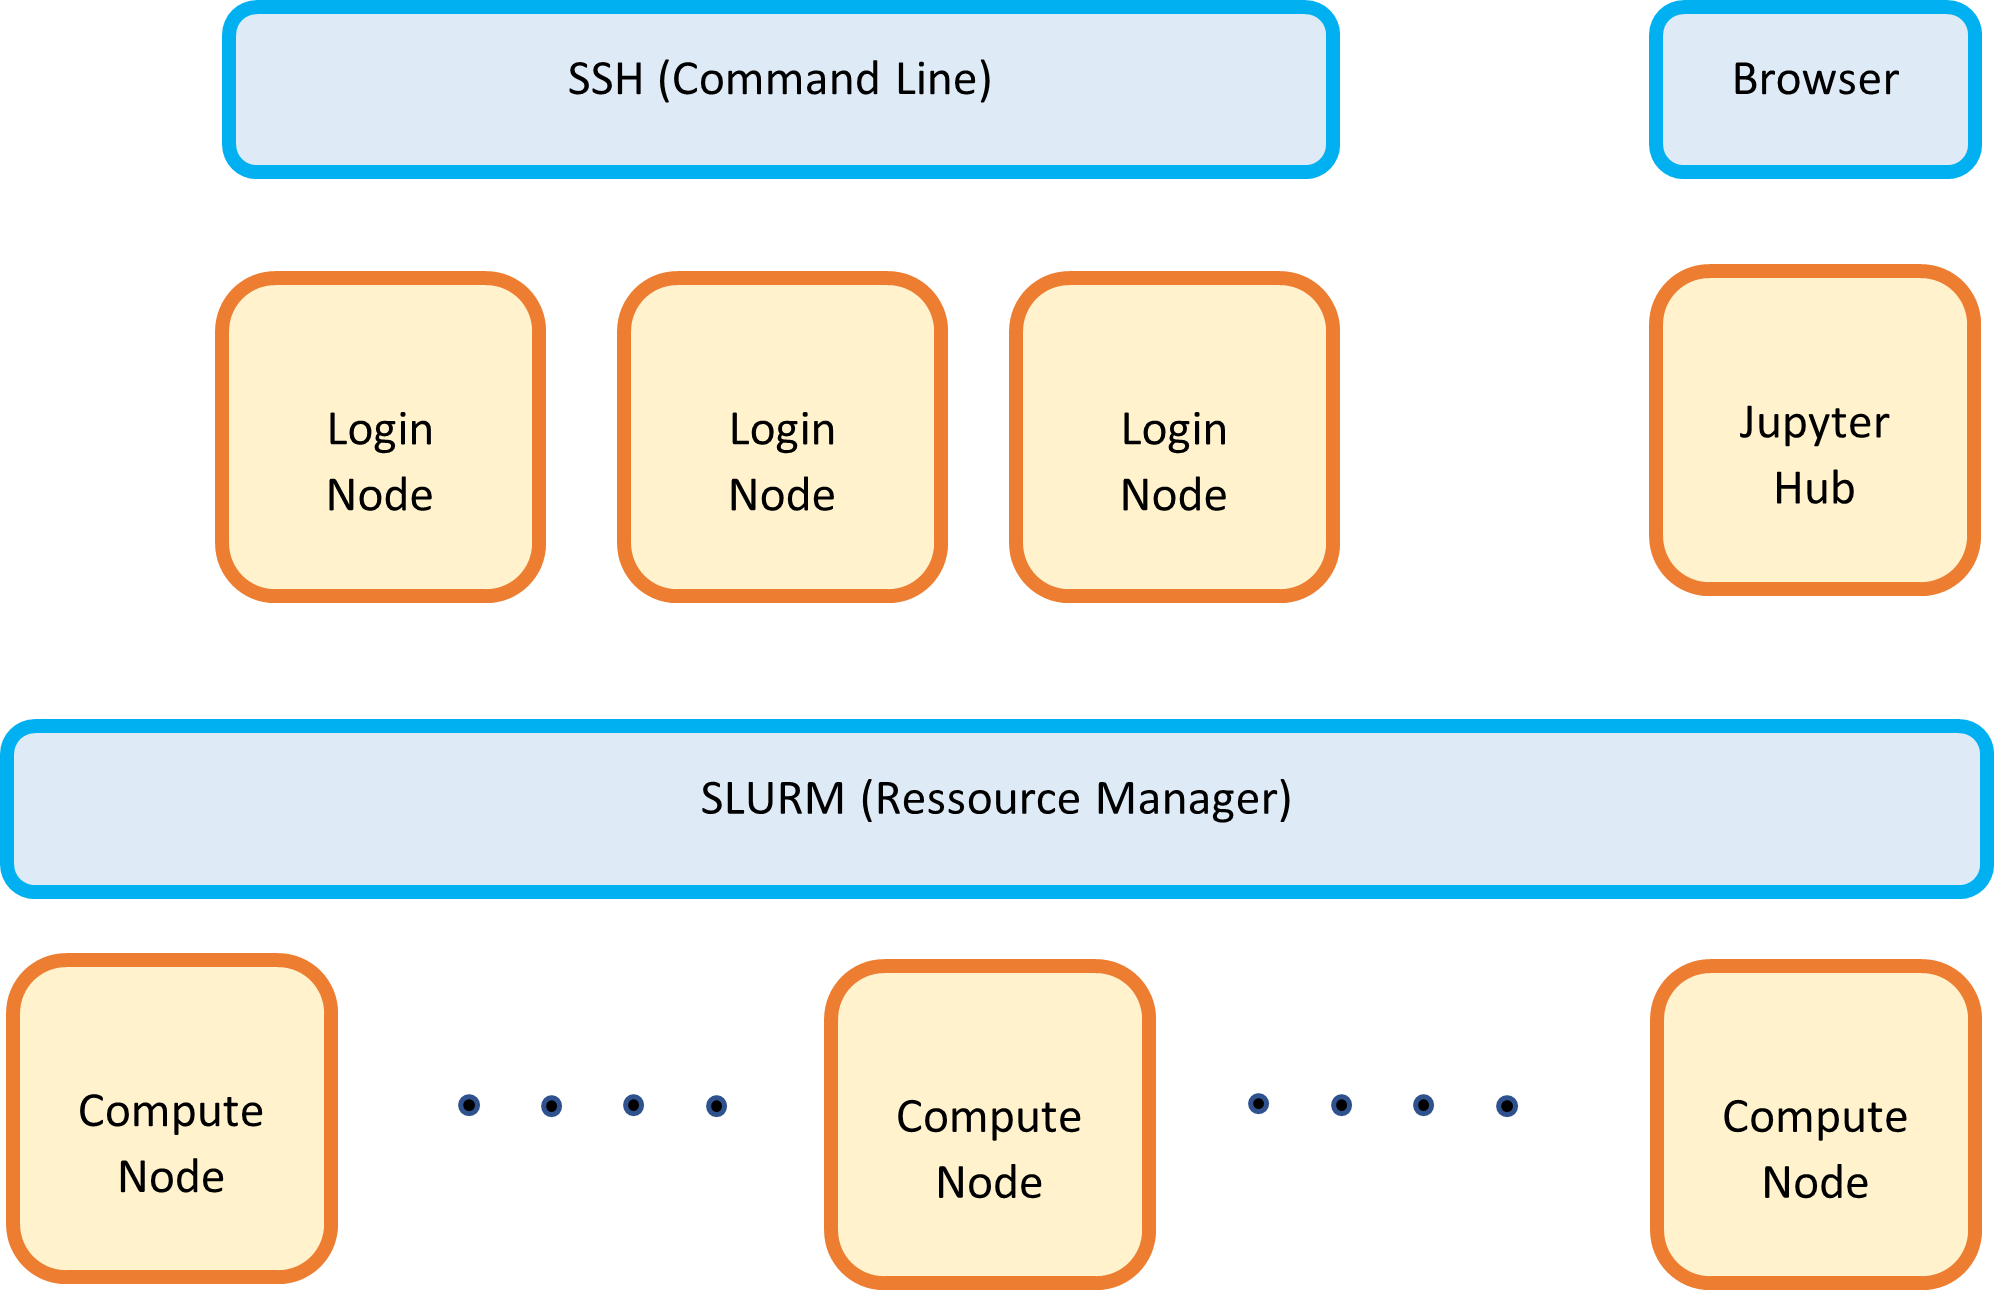 SSH (Command Line)
Browser
Login
Node
Login
Node
Login
Node
Jupyter
Hub
SLURM (Ressource Manager)
Compute
Node
Compute
Node
Compute
Node